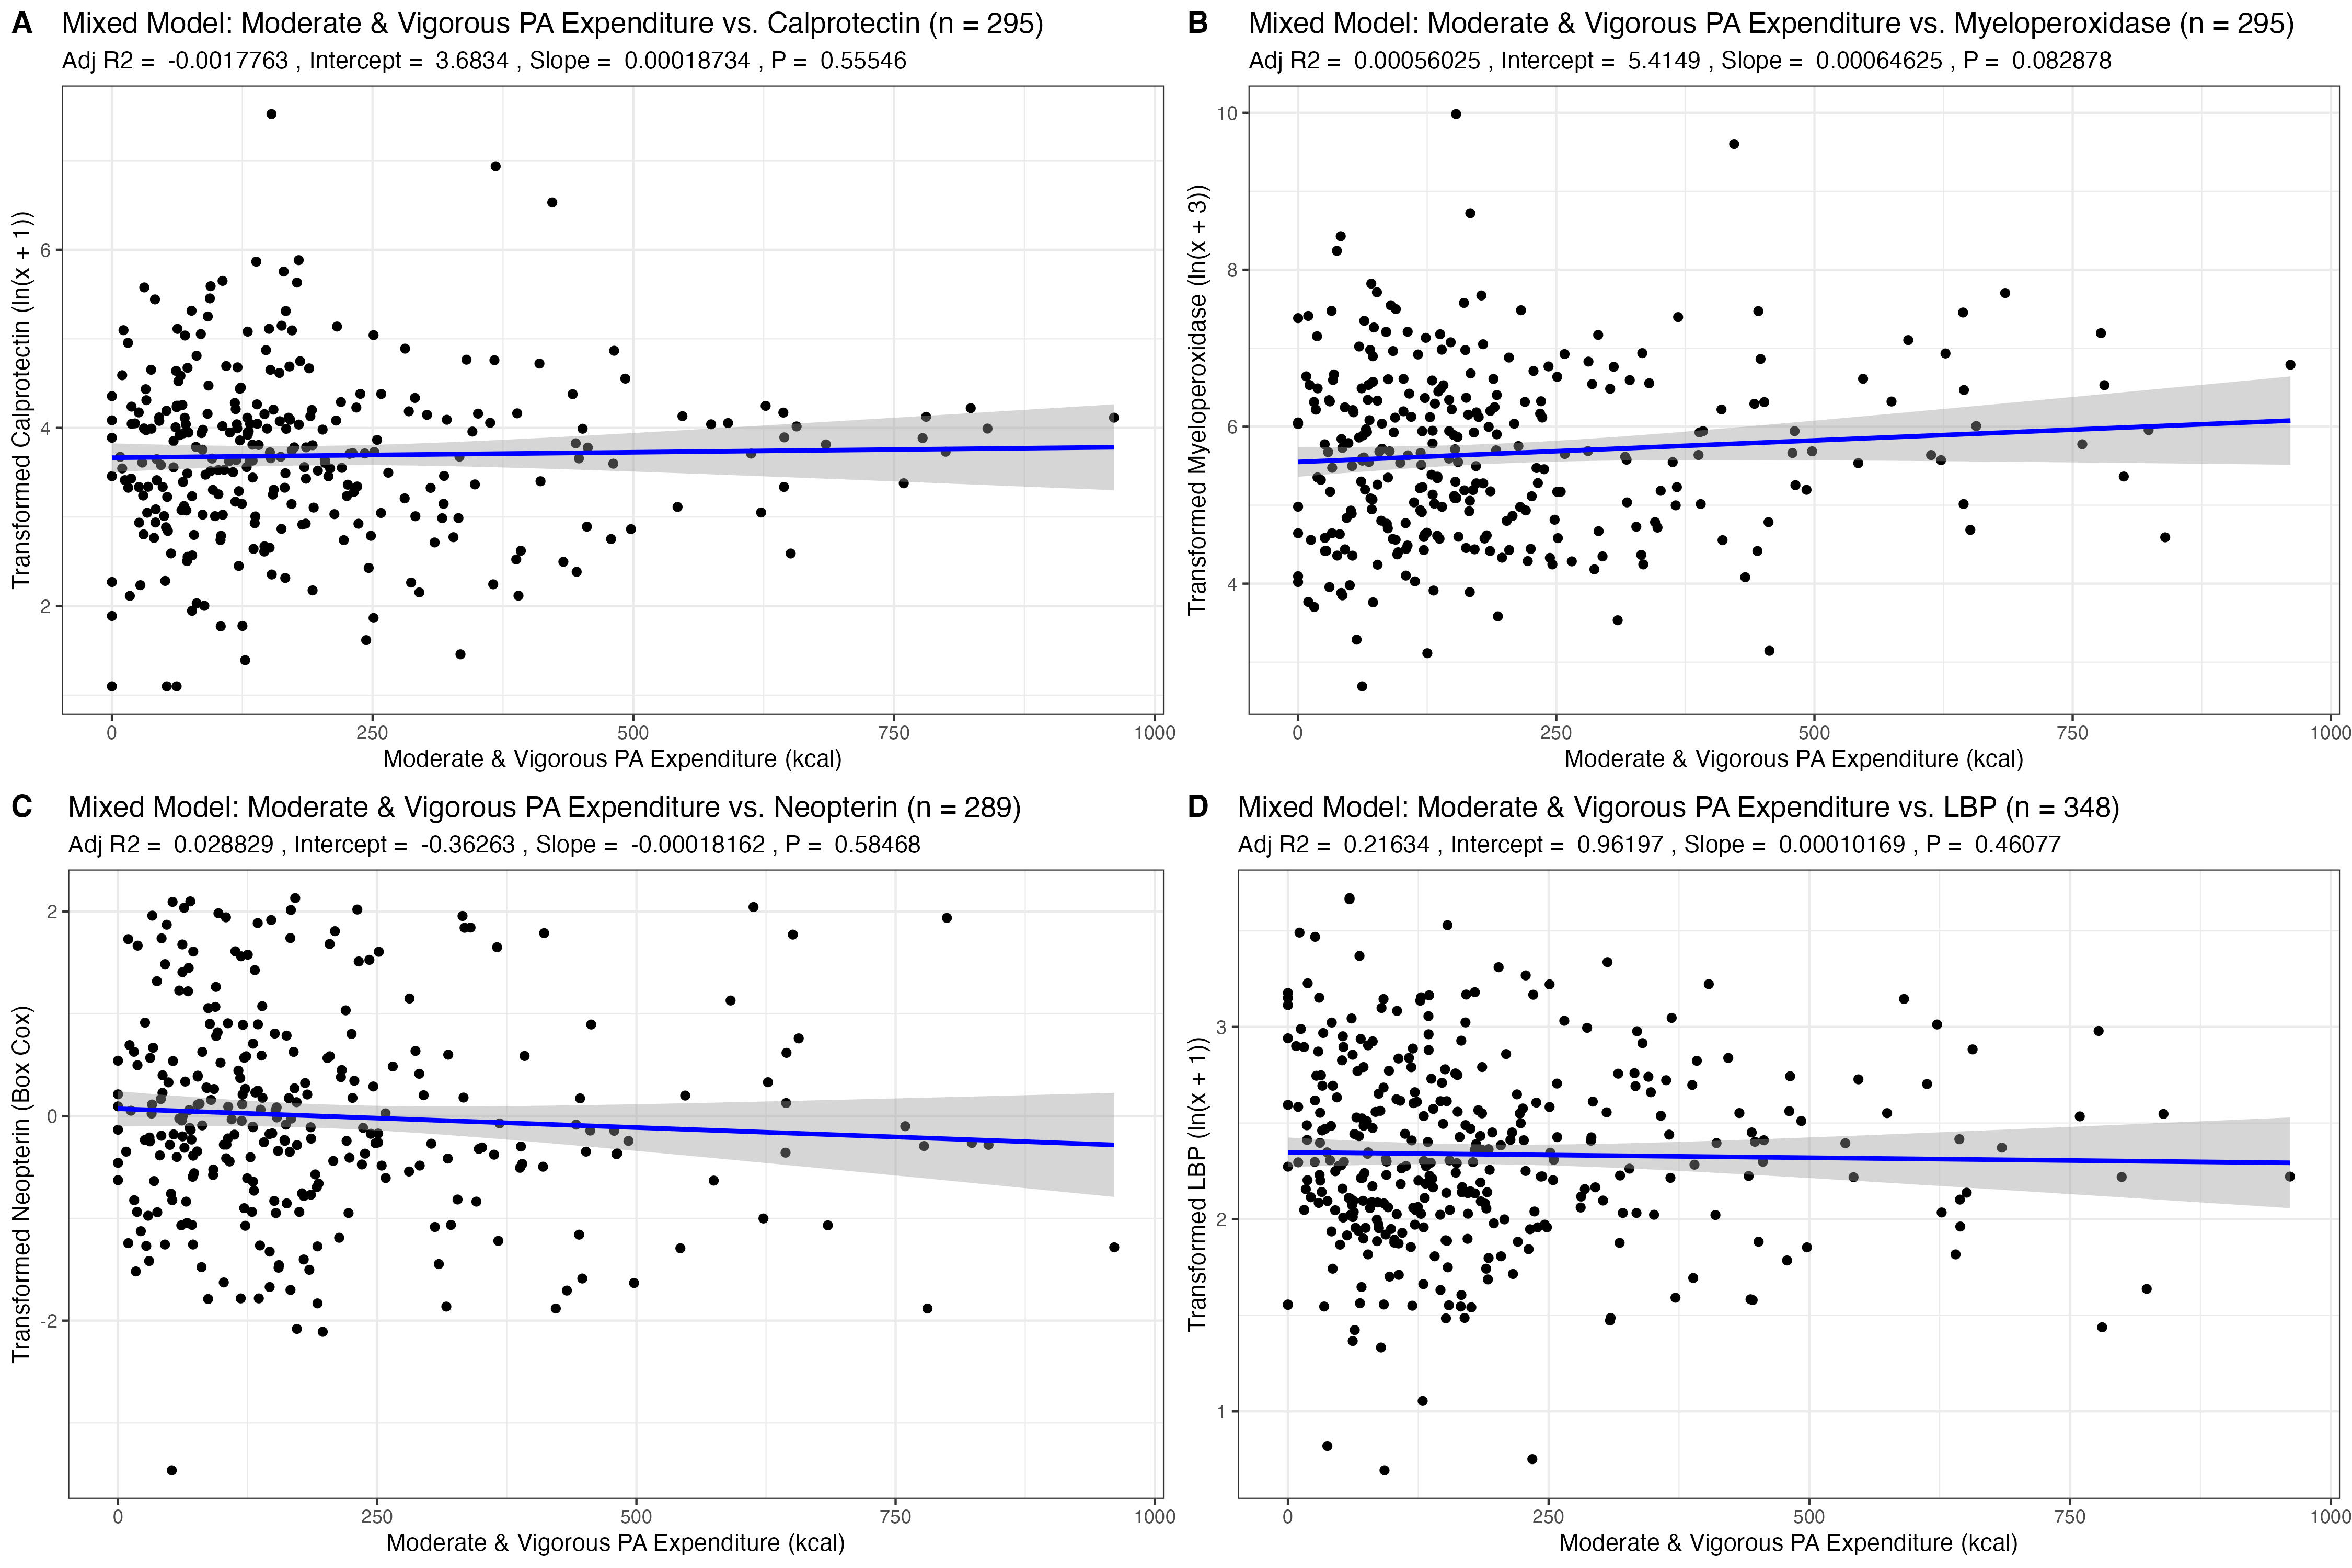 A Mixed Model: Moderate & Vigorous PA Expenditure vs. Calprotectin (n = 295)
Adj R2 = -0.0017763 , Intercept = 3.6834 , Slope = 0.00018734 , P = 0.55546
Transformed Calprotectin (ln(x + 1))
6
4
2
0 250 500 750 1000
Moderate & Vigorous PA Expenditure (kcal)
B Mixed Model: Moderate & Vigorous PA Expenditure vs. Myeloperoxidase (n = 295)
Adj R2 = 0.00056025 , Intercept = 5.4149 , Slope = 0.00064625 , P = 0.082878
Transformed Myeloperoxidase (ln(x + 3))
10
8
6
4
0 250 500 750 1000
Moderate & Vigorous PA Expenditure (kcal)
C Mixed Model: Moderate & Vigorous PA Expenditure vs. Neopterin (n = 289)
Adj R2 = 0.028829 , Intercept = -0.36263 , Slope = -0.00018162 , P = 0.58468
Transformed Neopterin (Box Cox)
2
0
-2
0 250 500 750 1000
Moderate & Vigorous PA Expenditure (kcal)
D Mixed Model: Moderate & Vigorous PA Expenditure vs. LBP (n = 348)
Adj R2 = 0.21634 , Intercept = 0.96197 , Slope = 0.00010169 , P = 0.46077
Transformed LBP (ln(x + 1))
3
2
1
0 250 500 750 1000
Moderate & Vigorous PA Expenditure (kcal)